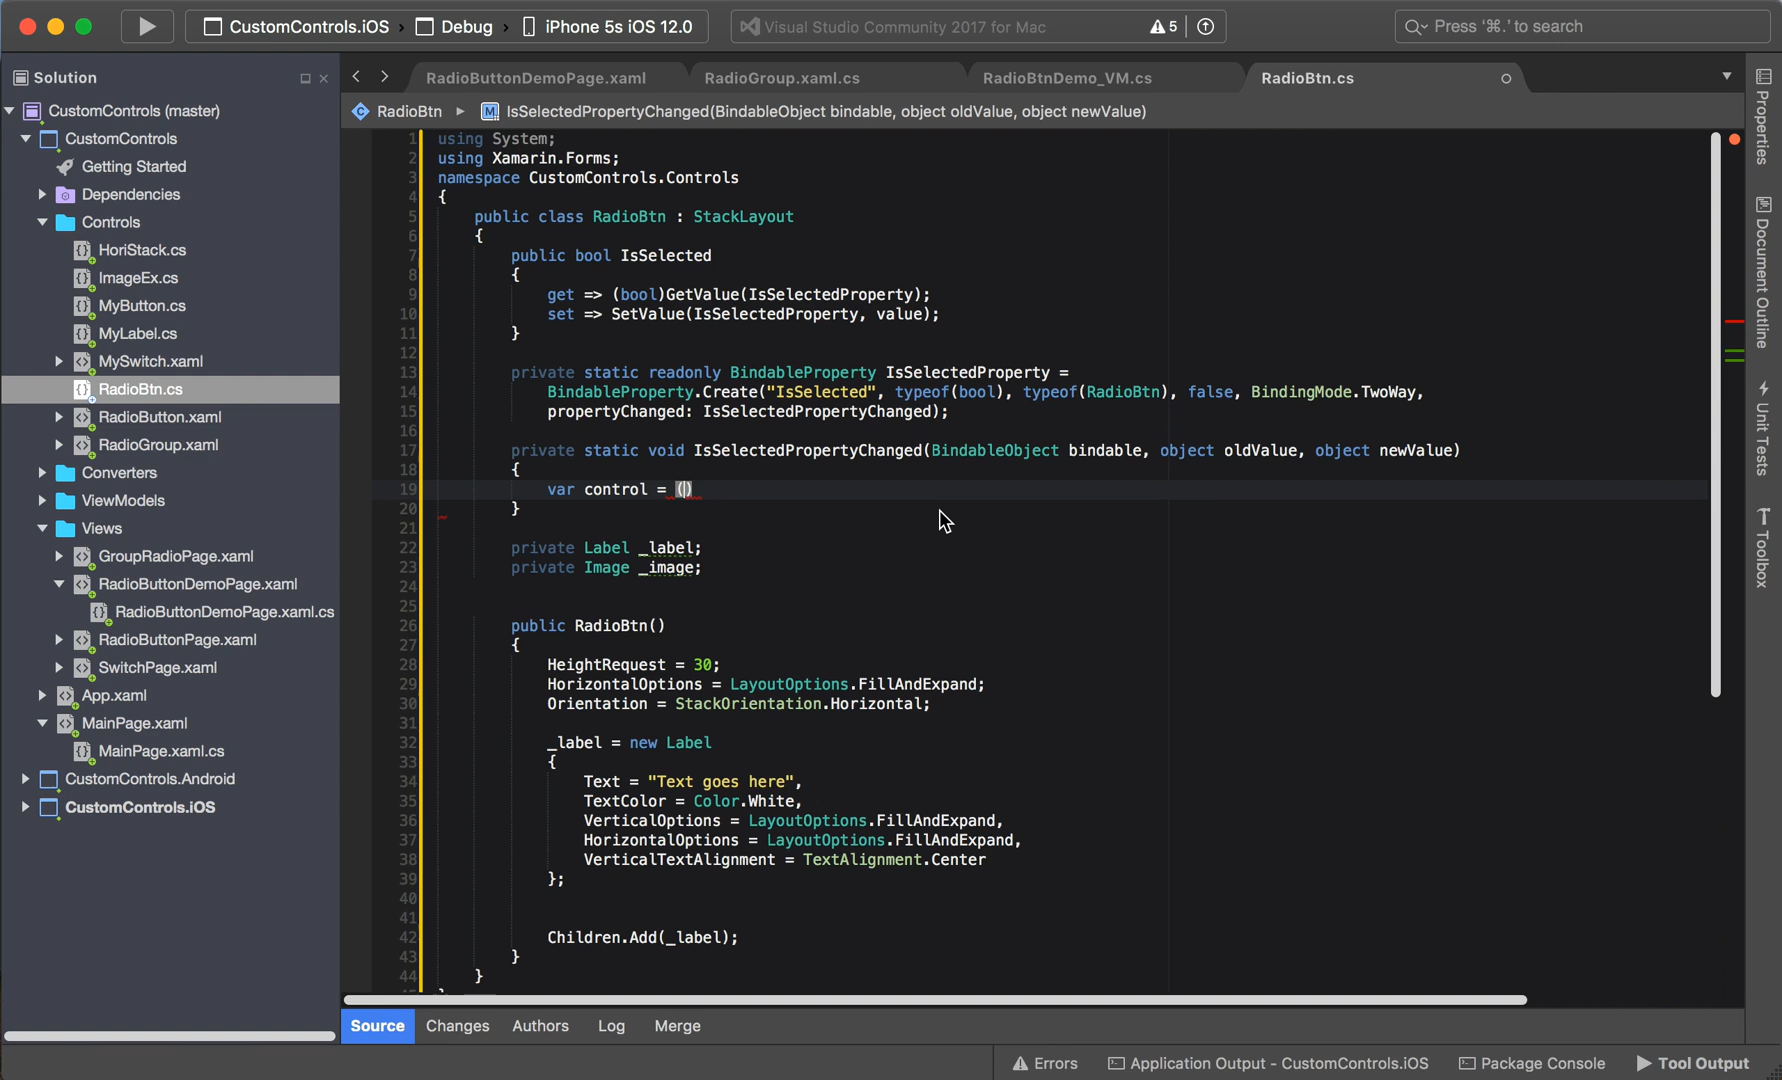 CustomControls.iOS › Debug › iPhone 5s iOS 12.0
Visual Studio Community 2017 for Mac
5
Press '⌘.' to search
Solution
CustomControls (master)
CustomControls
Getting Started
Dependencies
Controls
HoriStack.cs
ImageEx.cs
MyButton.cs
MyLabel.cs
MySwitch.xaml
RadioBtn.cs
RadioButton.xaml
RadioGroup.xaml
Converters
ViewModels
Views
GroupRadioPage.xaml
RadioButtonDemoPage.xaml
RadioButtonDemoPage.xaml.cs
RadioButtonPage.xaml
SwitchPage.xaml
App.xaml
MainPage.xaml
MainPage.xaml.cs
CustomControls.Android
CustomControls.iOS
RadioButtonDemoPage.xaml
RadioGroup.xaml.cs
RadioBtnDemo_VM.cs
RadioBtn.cs
RadioBtn ▸ M IsSelectedPropertyChanged(BindableObject bindable, object oldValue, object newValue)
1 using System;
2 using Xamarin.Forms;
3 namespace CustomControls.Controls
4 {
5 public class RadioBtn : StackLayout
6 {
7 public bool IsSelected
8 {
9 get => (bool)GetValue(IsSelectedProperty);
10 set => SetValue(IsSelectedProperty, value);
11 }
12
13 private static readonly BindableProperty IsSelectedProperty =
14 BindableProperty.Create("IsSelected", typeof(bool), typeof(RadioBtn), false, BindingMode.TwoWay,
15 propertyChanged: IsSelectedPropertyChanged);
16
17 private static void IsSelectedPropertyChanged(BindableObject bindable, object oldValue, object newValue)
18 {
19 var control = ()
20 }
21
22 private Label _label;
23 private Image _image;
24
25
26 public RadioBtn()
27 {
28 HeightRequest = 30;
29 HorizontalOptions = LayoutOptions.FillAndExpand;
30 Orientation = StackOrientation.Horizontal;
31
32 _label = new Label
33 {
34 Text = "Text goes here",
35 TextColor = Color.White,
36 VerticalOptions = LayoutOptions.FillAndExpand,
37 HorizontalOptions = LayoutOptions.FillAndExpand,
38 VerticalTextAlignment = TextAlignment.Center
39 };
40
41
42 Children.Add(_label);
43 }
44 }
Properties
Document Outline
Unit Tests
Toolbox
Source Changes Authors Log Merge
Errors
Application Output - CustomControls.iOS
Package Console
Tool Output